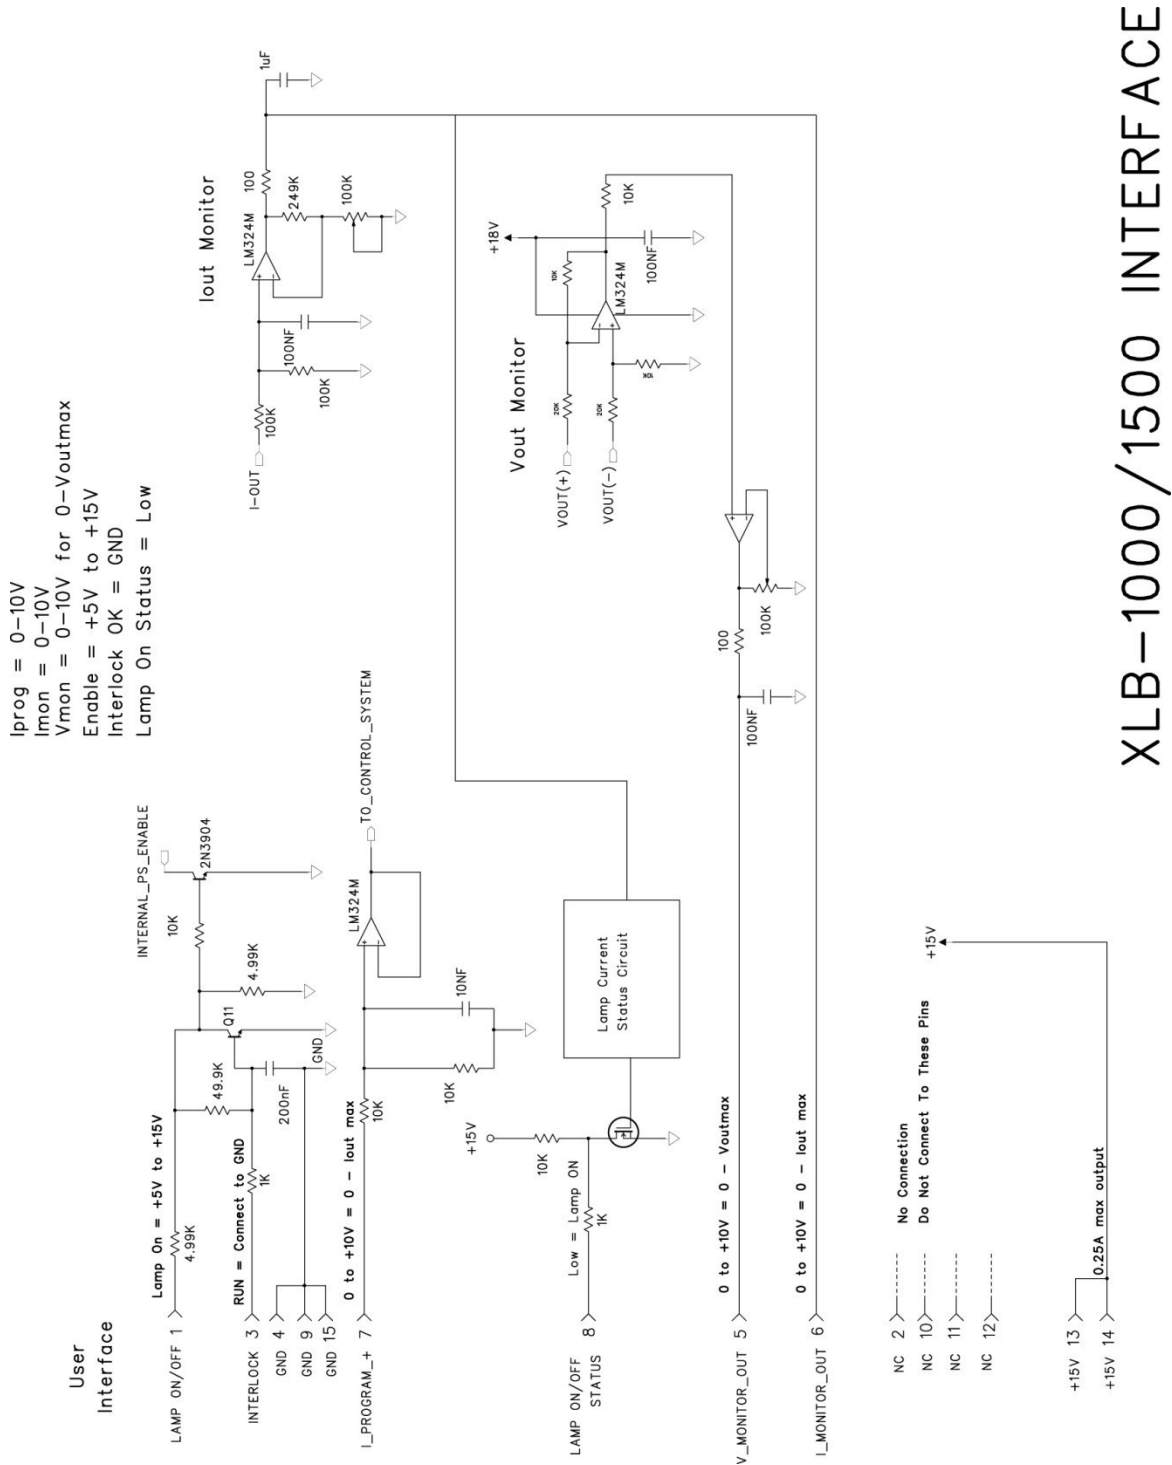 User
Interface
LAMP ON/OFF 1
Lamp On = +5V to +15V
4.99K
49.9K
INTERNAL_PS_ENABLE
10K
2N3904
4.99K
Q11
INTERLOCK 3
RUN = Connect to GND
1K
200nF
GND
GND 4
GND 9
GND 15
I_PROGRAM_+ 7
0 to +10V = 0 - Iout max
10K
10K
10NF
LM324M
TO_CONTROL_SYSTEM
Iprog = 0-10V
Imon = 0-10V
Vmon = 0-10V for 0-Voutmax
Enable = +5V to +15V
Interlock OK = GND
Lamp On Status = Low
Iout Monitor
I-OUT
100K
100K
100NF
LM324M
100
249K
100K
1uF
LAMP ON/OFF
STATUS
8
Low = Lamp ON
1K
+15V
10K
Lamp Current
Status Circuit
Vout Monitor
VOUT(+)
VOUT(-)
20K
20K
10K
10K
LM324M
+18V
100NF
10K
V_MONITOR_OUT 5
0 to +10V = 0 - Voutmax
100NF
100
100K
I_MONITOR_OUT 6
0 to +10V = 0 - Iout max
NC 2
No Connection
NC 10
Do Not Connect To These Pins
NC 11
NC 12
+15V 13
+15V 14
0.25A max output
+15V
XLB-1000/1500 INTERFACE